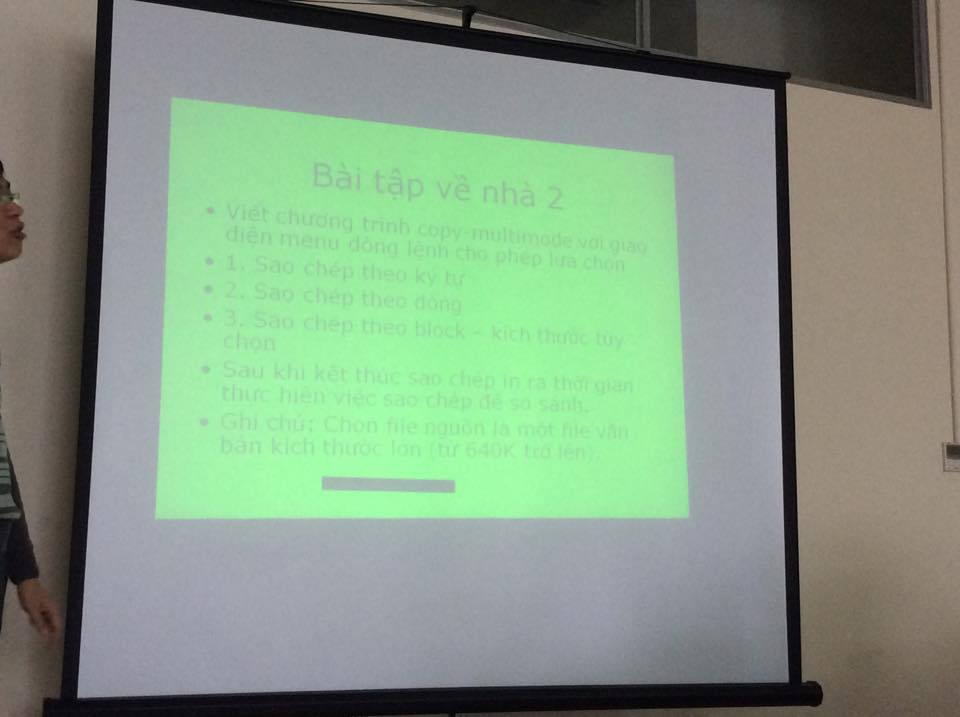 Bài tập về nhà 2
• Viết chương trình copy-multimode với giao
diện menu dòng lệnh cho phép lựa chọn
• 1. Sao chép theo ký tự
• 2. Sao chép theo dòng
• 3. Sao chép theo block – kích thước tùy
chọn
• Sau khi kết thúc sao chép in ra thời gian
thực hiện việc sao chép để so sánh.
• Ghi chú: Chọn file nguồn là một file văn
bản kích thước lớn (từ 640K trở lên).